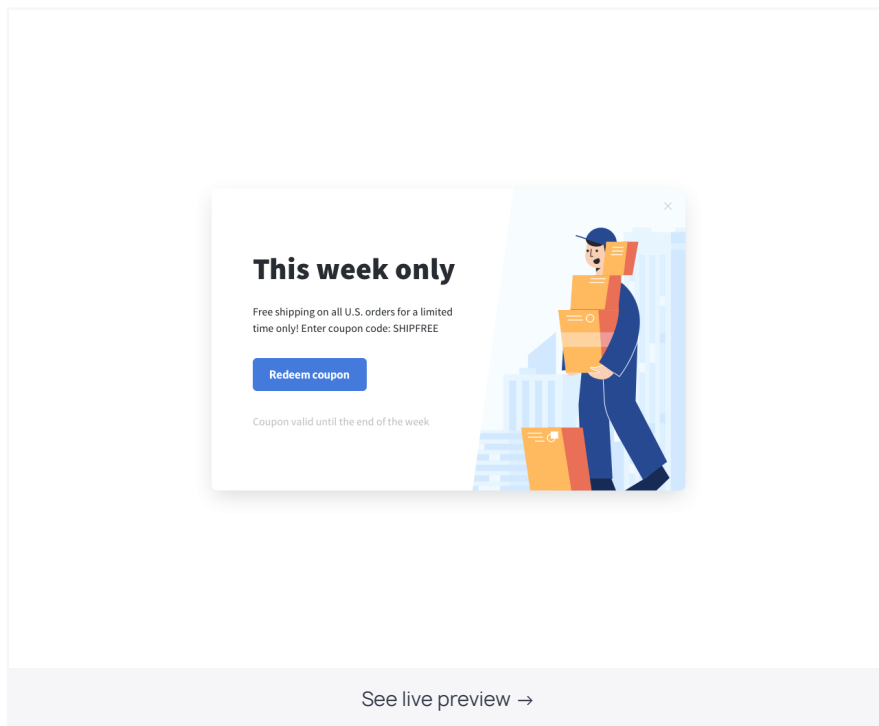 This week only
Free shipping on all U.S. orders for a limited
time only! Enter coupon code: SHIPFREE
Redeem coupon
Coupon valid until the end of the week
See live preview →